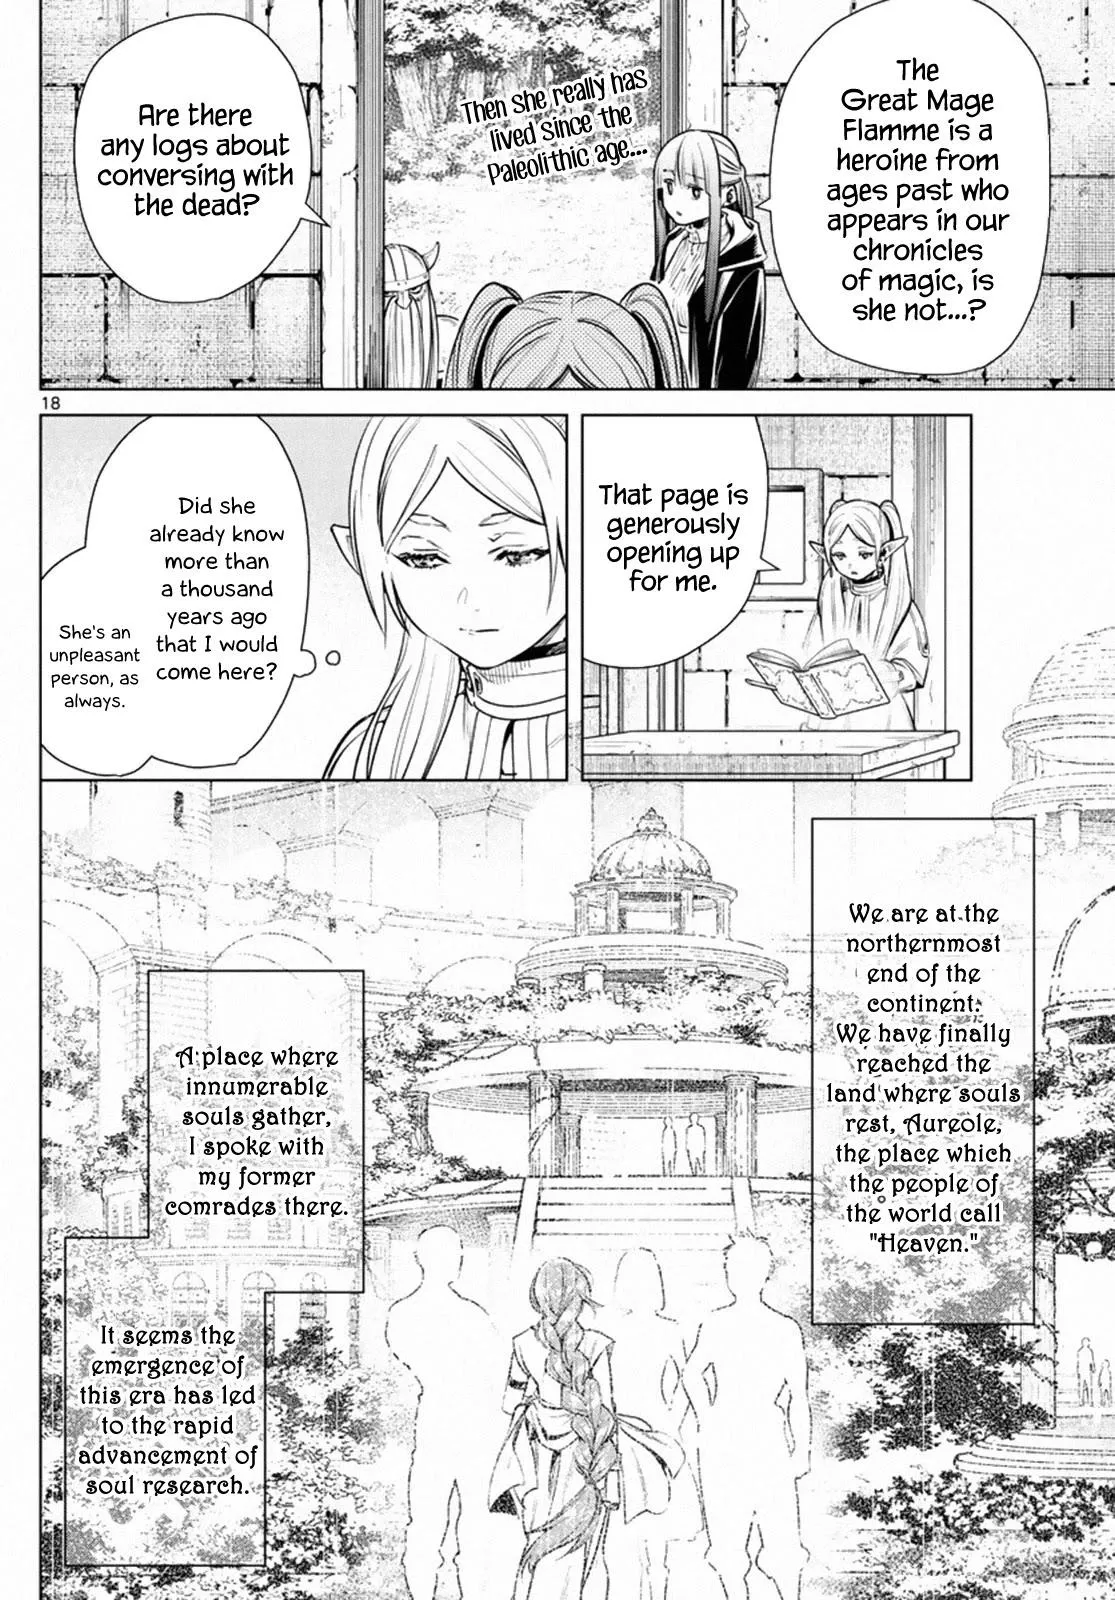 The
Great Mage
Flamme is a
heroine from
ages past who
appears in our
chronicles
of magic, is
she not...?
Then she really has
lived since the
Paleolithic age...
Are there
any logs about
conversing with
the dead?
18
That page is
generously
opening up
for me.
Did she
already know
more than
a thousand
years ago
that I would
come here?
She's an
unpleasant
person, as
always.
We are at the
northernmost
end of the
continent.
We have finally
reached the
land where souls
rest, Aureole,
the place which
the people of
the world call
"Heaven."
A place where
innumerable
souls gather,
I spoke with
my former
comrades there.
It seems the
emergence of
this era has led
to the rapid
advancement of
soul research.